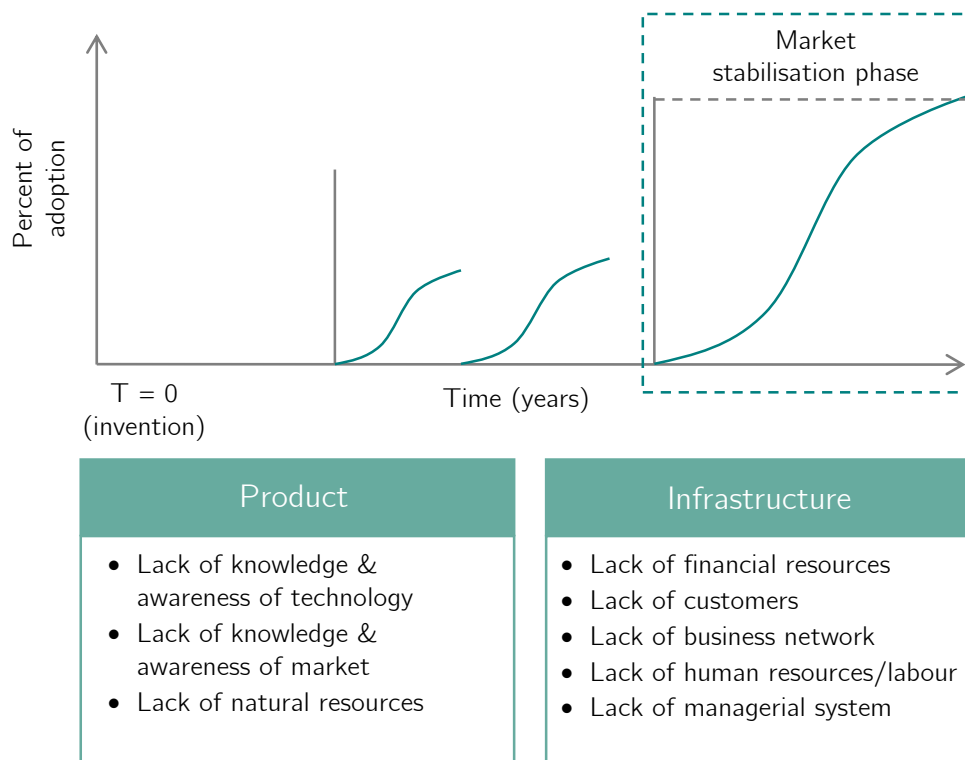 Market
stabilisation phase
Percent of
adoption
T = 0
(invention)
Time (years)
Product
• Lack of knowledge &
awareness of technology
• Lack of knowledge &
awareness of market
• Lack of natural resources
Infrastructure
• Lack of financial resources
• Lack of customers
• Lack of business network
• Lack of human resources/labour
• Lack of managerial system